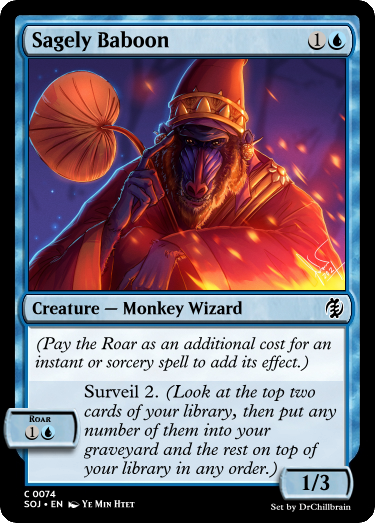 Sagely Baboon 1
Creature — Monkey Wizard
(Pay the Roar as an additional cost for an
instant or sorcery spell to add its effect.)
Surveil 2. (Look at the top two
cards of your library, then put any
number of them into your
graveyard and the rest on top of
your library in any order.)
Roar
1
1/3
C 0074
SOJ • EN Ye Min Htet
Set by DrChillbrain